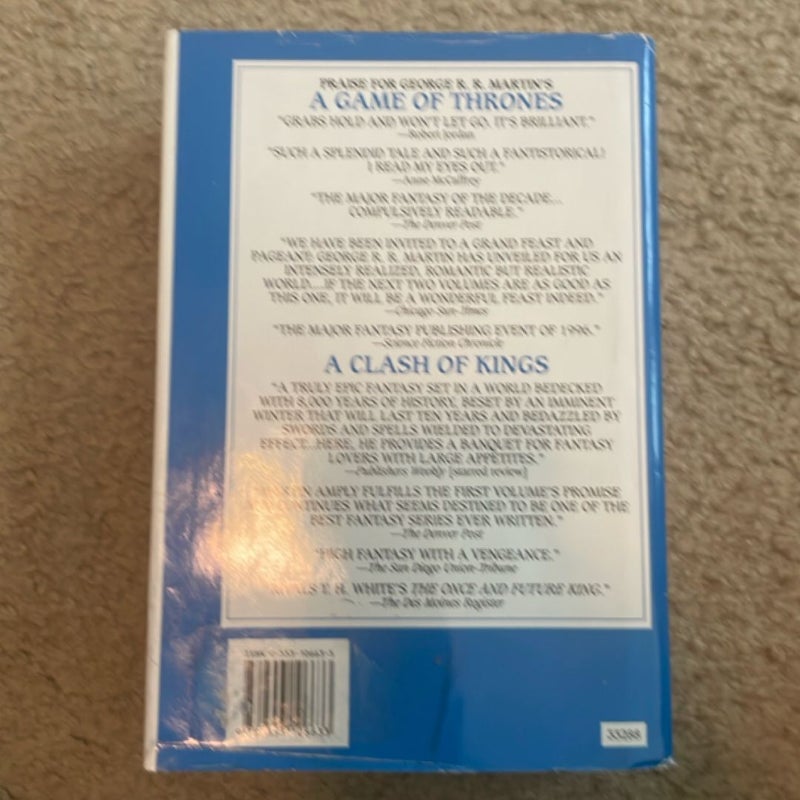 PRAISE FOR GEORGE R. R. MARTIN'S
A GAME OF THRONES
"GRABS HOLD AND WON'T LET GO. IT'S BRILLIANT."
—Robert Jordan
"SUCH A SPLENDID TALE AND SUCH A FANTISTORICAL!
I READ MY EYES OUT."
—Anne McCaffrey
"THE MAJOR FANTASY OF THE DECADE...
COMPULSIVELY READABLE."
—The Denver Post
"WE HAVE BEEN INVITED TO A GRAND FEAST AND
PAGEANT: GEORGE R. R. MARTIN HAS UNVEILED FOR US AN
INTENSELY REALIZED, ROMANTIC BUT REALISTIC
WORLD....IF THE NEXT TWO VOLUMES ARE AS GOOD AS
THIS ONE, IT WILL BE A WONDERFUL FEAST INDEED."
—Chicago Sun-Times
"THE MAJOR FANTASY PUBLISHING EVENT OF 1996."
—Science Fiction Chronicle
A CLASH OF KINGS
"A TRULY EPIC FANTASY SET IN A WORLD BEDECKED
WITH 8,000 YEARS OF HISTORY, BESET BY AN IMMINENT
WINTER THAT WILL LAST TEN YEARS AND BEDAZZLED BY
SWORDS AND SPELLS WIELDED TO DEVASTATING
EFFECT...HERE, HE PROVIDES A BANQUET FOR FANTASY
LOVERS WITH LARGE APPETITES."
—Publishers Weekly [starred review]
AMPLY FULFILLS THE FIRST VOLUME'S PROMISE
CONTINUES WHAT SEEMS DESTINED TO BE ONE OF THE
BEST FANTASY SERIES EVER WRITTEN."
—The Denver Post
"HIGH FANTASY WITH A VENGEANCE."
—The San Diego Union-Tribune
T. H. WHITE'S THE ONCE AND FUTURE KING."
—The Des Moines Register
ISBN
33288